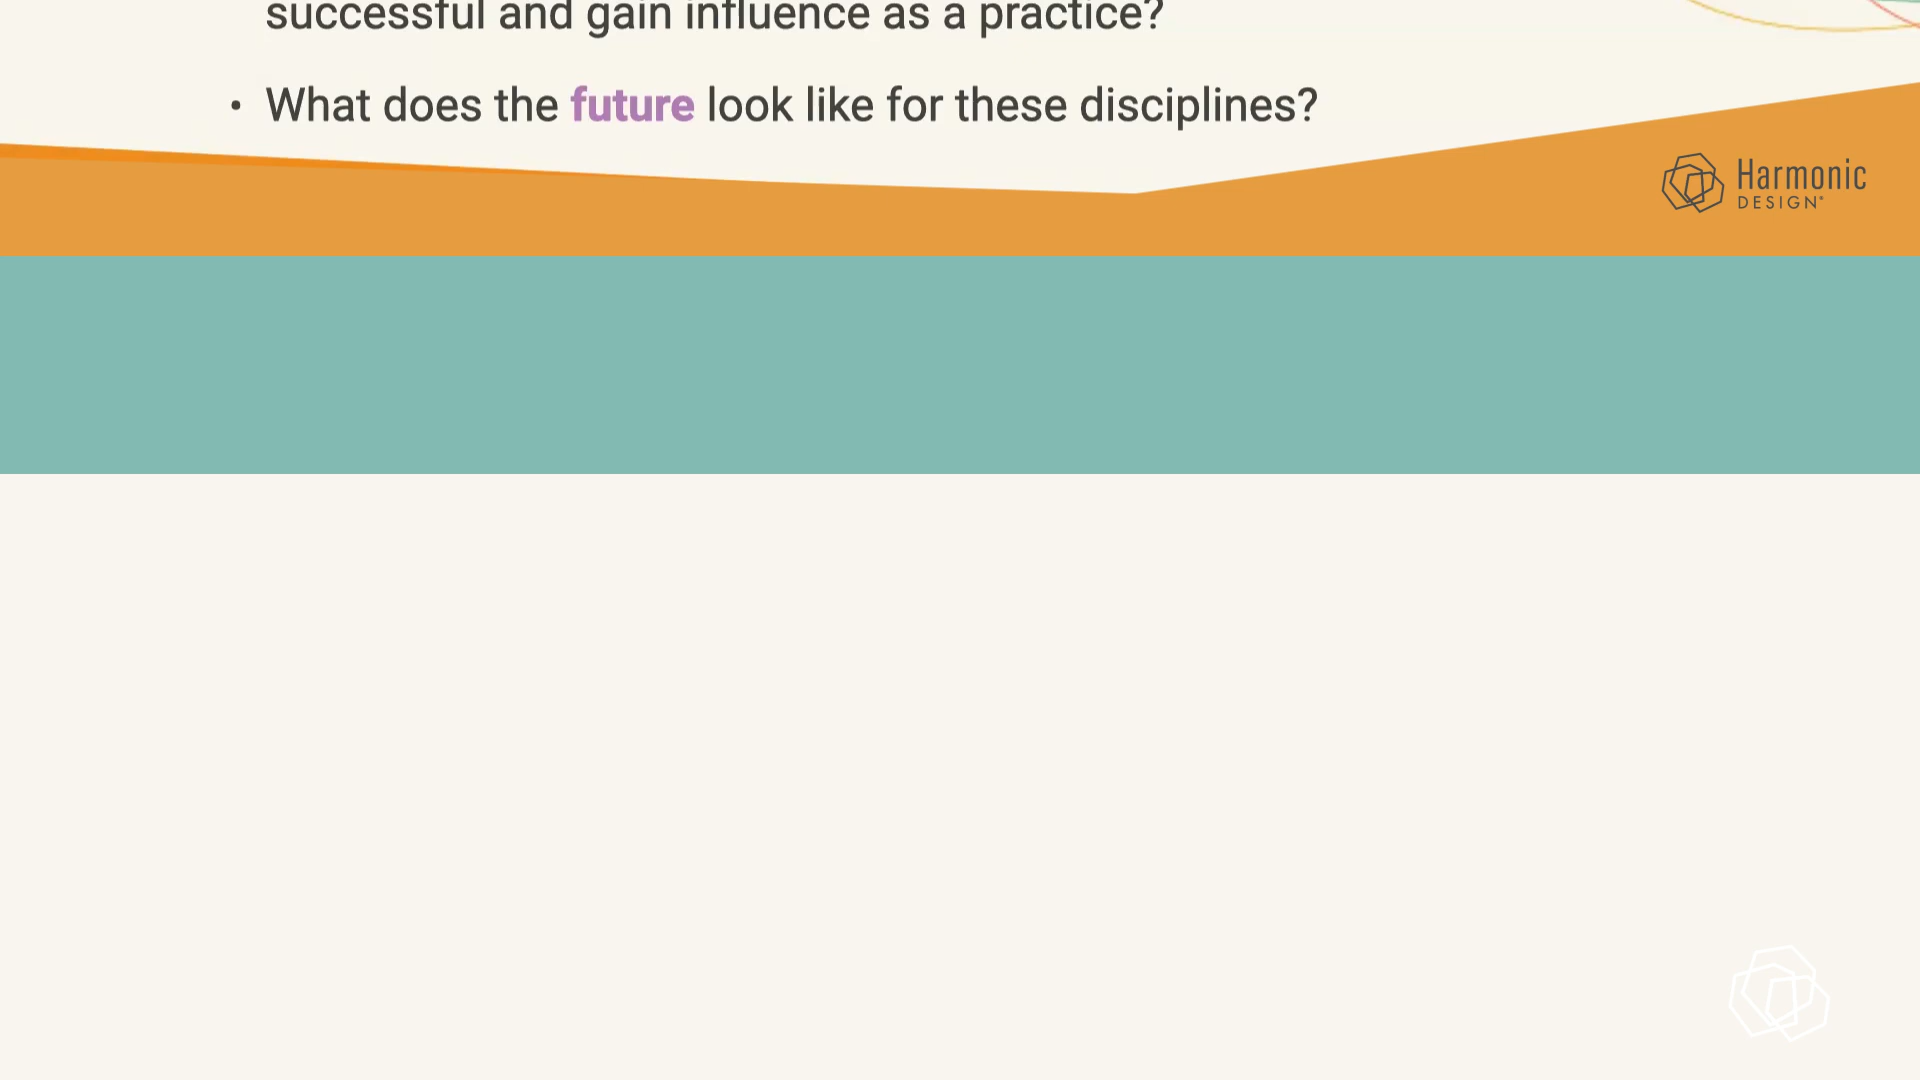 successful and gain influence as a practice?
• What does the future look like for these disciplines?
Harmonic
DESIGN